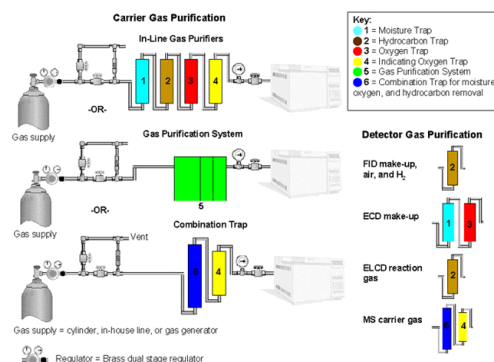 Carrier Gas Purification
In-Line Gas Purifiers
1
2
3
4
-OR-
Gas supply
Gas Purification System
5
-OR-
Gas supply
Combination Trap
Vent
6
4
Gas supply = cylinder, in-house line, or gas generator
Regulator = Brass dual stage regulator
Key:
1 = Moisture Trap
2 = Hydrocarbon Trap
3 = Oxygen Trap
4 = Indicating Oxygen Trap
5 = Gas Purification System
6 = Combination Trap for moisture,
oxygen, and hydrocarbon removal
Detector Gas Purification
FID make-up,
air, and H2
2
ECD make-up
1
3
ELCD reaction
gas
2
MS carrier gas
6
4